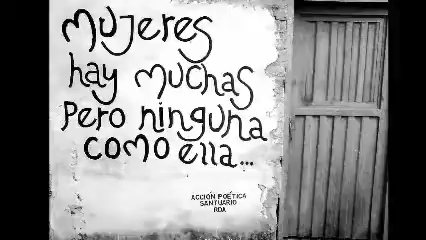 Mujeres
hay muchas
Pero ninguna
como ella...
ACCIÓN POÉTICA
SANTUARIO
RDA